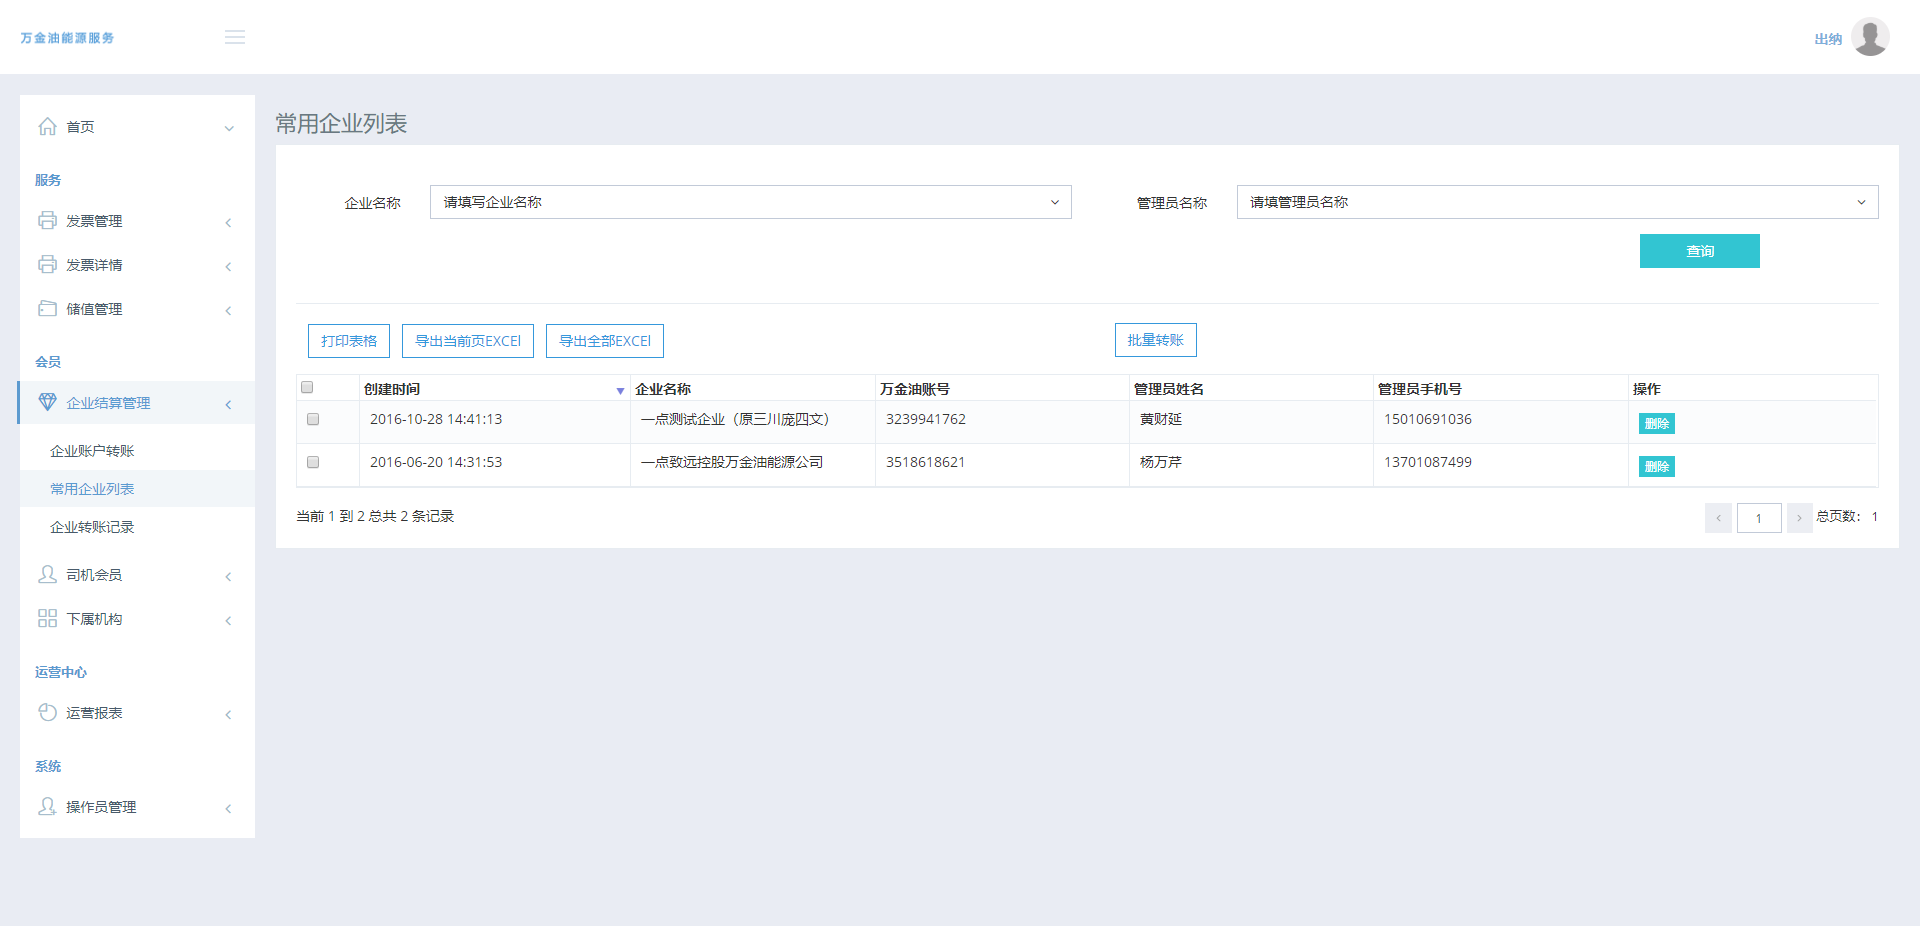 万金油能源服务
出纳
首页
服务
发票管理
发票详情
储值管理
会员
企业结算管理
企业账户转账
常用企业列表
企业转账记录
司机会员
下属机构
运营中心
运营报表
系统
操作员管理
常用企业列表
企业名称 请填写企业名称 管理员名称 请填管理员名称
查询
打印表格 导出当前页EXCEl 导出全部EXCEl 批量转账
创建时间 企业名称 万金油账号 管理员姓名 管理员手机号 操作
2016-10-28 14:41:13 一点测试企业（原三川庞四文） 3239941762 黄财延 15010691036 删除
2016-06-20 14:31:53 一点致远控股万金油能源公司 3518618621 杨万芹 13701087499 删除
当前 1 到 2 总共 2 条记录 1 总页数： 1